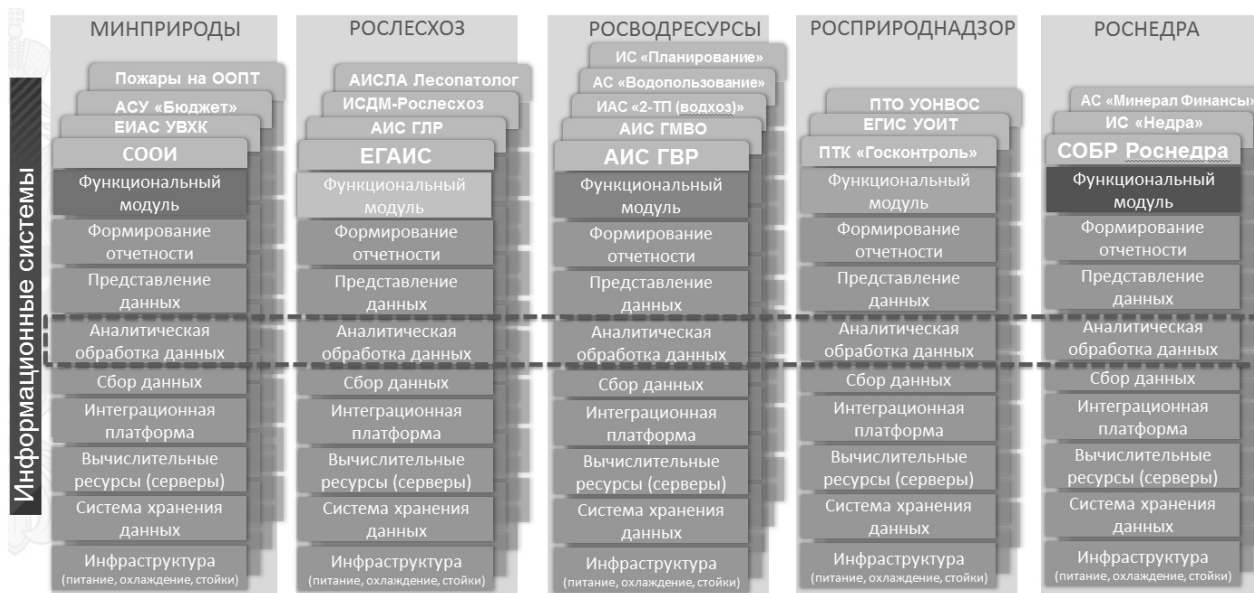 Информационные системы
МИНПРИРОДЫ
Пожары на ООПТ
АСУ «Бюджет»
ЕИАС УВХК
СООИ
Функциональный
модуль
Формирование
отчетности
Представление
данных
Аналитическая
обработка данных
Сбор данных
Интеграционная
платформа
Вычислительные
ресурсы (серверы)
Система хранения
данных
Инфраструктура
(питание, охлаждение, стойки)
РОСЛЕСХОЗ
АИСЛА Лесопатолог
ИСДМ-Рослесхоз
АИС ГЛР
ЕГАИС
Функциональный
модуль
Формирование
отчетности
Представление
данных
Аналитическая
обработка данных
Сбор данных
Интеграционная
платформа
Вычислительные
ресурсы (серверы)
Система хранения
данных
Инфраструктура
(питание, охлаждение, стойки)
РОСВОДРЕСУРСЫ
ИС «Планирование»
АС «Водопользование»
ИАС «2-ТП (водхоз)»
АИС ГМВО
АИС ГВР
Функциональный
модуль
Формирование
отчетности
Представление
данных
Аналитическая
обработка данных
Сбор данных
Интеграционная
платформа
Вычислительные
ресурсы (серверы)
Система хранения
данных
Инфраструктура
(питание, охлаждение, стойки)
РОСПРИРОДНАДЗОР
ПТО УОНВОС
ЕГИС УОИТ
ПТК «Госконтроль»
Функциональный
модуль
Формирование
отчетности
Представление
данных
Аналитическая
обработка данных
Сбор данных
Интеграционная
платформа
Вычислительные
ресурсы (серверы)
Система хранения
данных
Инфраструктура
(питание, охлаждение, стойки)
РОСНЕДРА
АС «Минерал Финансы»
ИС «Недра»
СОБР Роснедра
Функциональный
модуль
Формирование
отчетности
Представление
данных
Аналитическая
обработка данных
Сбор данных
Интеграционная
платформа
Вычислительные
ресурсы (серверы)
Система хранения
данных
Инфраструктура
(питание, охлаждение, стойки)